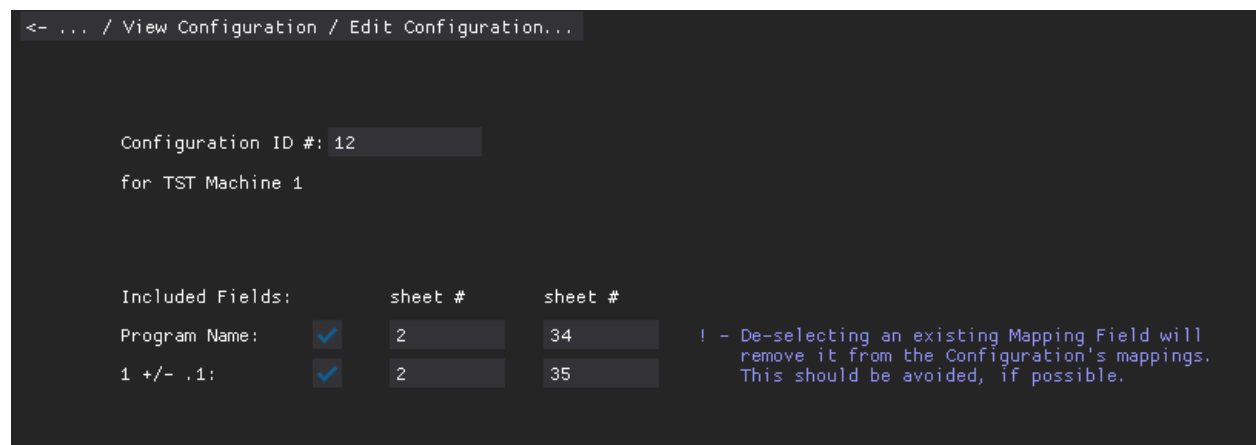 <- ... / View Configuration / Edit Configuration...
Configuration ID #: 12
for TST Machine 1
Included Fields: sheet # sheet #
Program Name: 2 34 ! - De-selecting an existing Mapping Field will
remove it from the Configuration's mappings.
1 +/- .1: 2 35 This should be avoided, if possible.